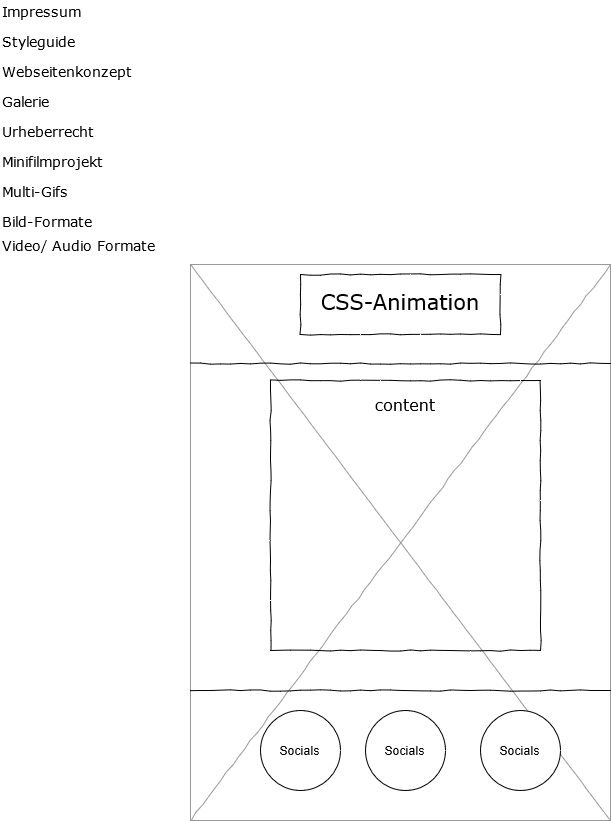 Impressum
Styleguide
Webseitenkonzept
Galerie
Urheberrecht
Minifilmprojekt
Multi-Gifs
Bild-Formate
Video/ Audio Formate
CSS-Animation
content
Socials Socials Socials